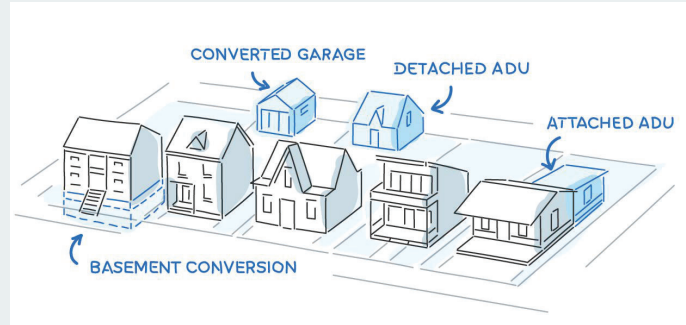 CONVERTED GARAGE
DETACHED ADU
ATTACHED ADU
BASEMENT CONVERSION